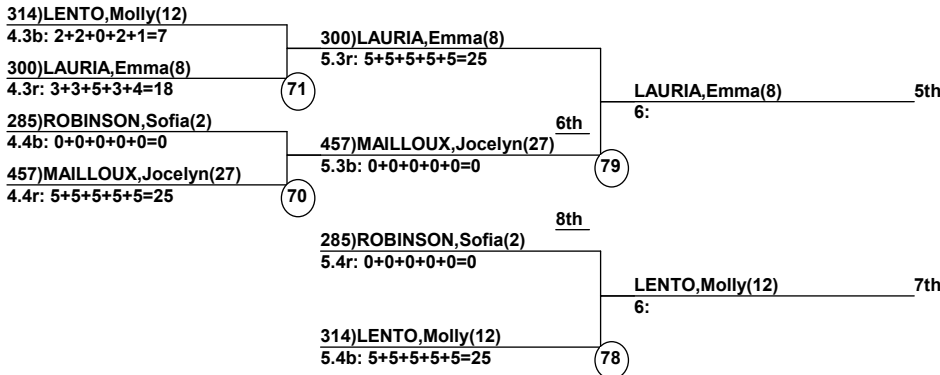 314)LENTO,Molly(12)
4.3b: 2+2+0+2+1=7
300)LAURIA,Emma(8)
4.3r: 3+3+5+3+4=18
71
285)ROBINSON,Sofia(2)
4.4b: 0+0+0+0+0=0
457)MAILLOUX,Jocelyn(27)
4.4r: 5+5+5+5+5=25
70
300)LAURIA,Emma(8)
5.3r: 5+5+5+5+5=25
6th
457)MAILLOUX,Jocelyn(27)
5.3b: 0+0+0+0+0=0
79
LAURIA,Emma(8) 5th
6:
8th
285)ROBINSON,Sofia(2)
5.4r: 0+0+0+0+0=0
314)LENTO,Molly(12)
5.4b: 5+5+5+5+5=25
78
LENTO,Molly(12) 7th
6: